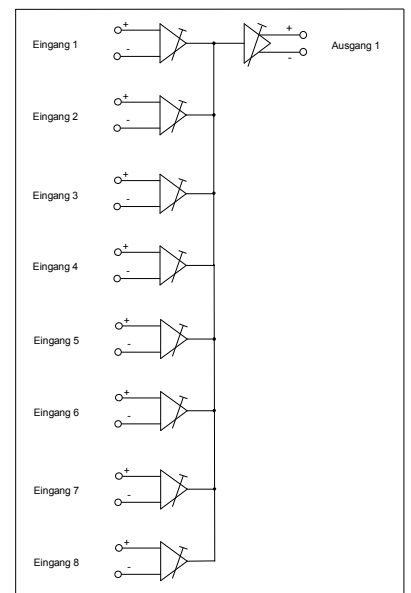 + + Ausgang 1
Eingang 1
- -
+
Eingang 2
-
+
Eingang 3
-
+
Eingang 4
-
+
Eingang 5
-
+
Eingang 6
-
+
Eingang 7
-
+
Eingang 8
-